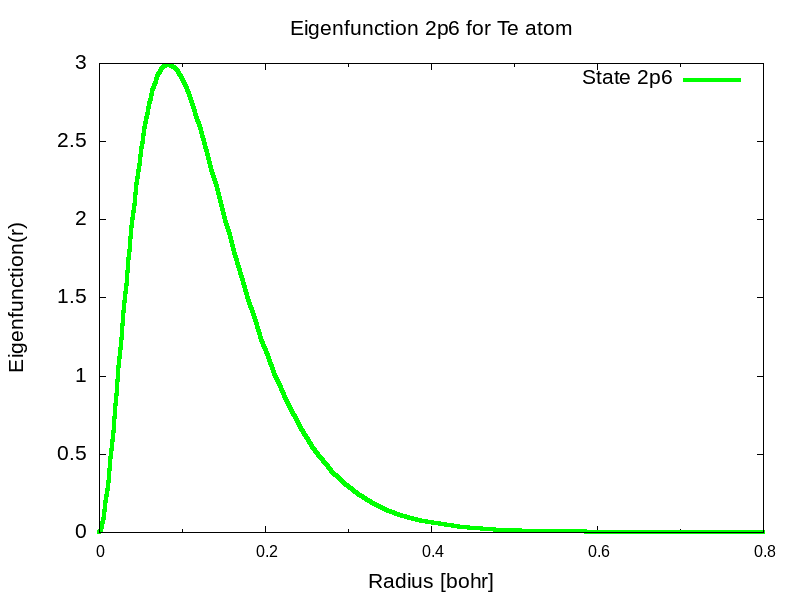 Eigenfunction 2p6 for Te atom
State 2p6
3
2.5
2
1.5
1
0.5
0
Eigenfunction(r)
0 0.2 0.4 0.6 0.8
Radius [bohr]